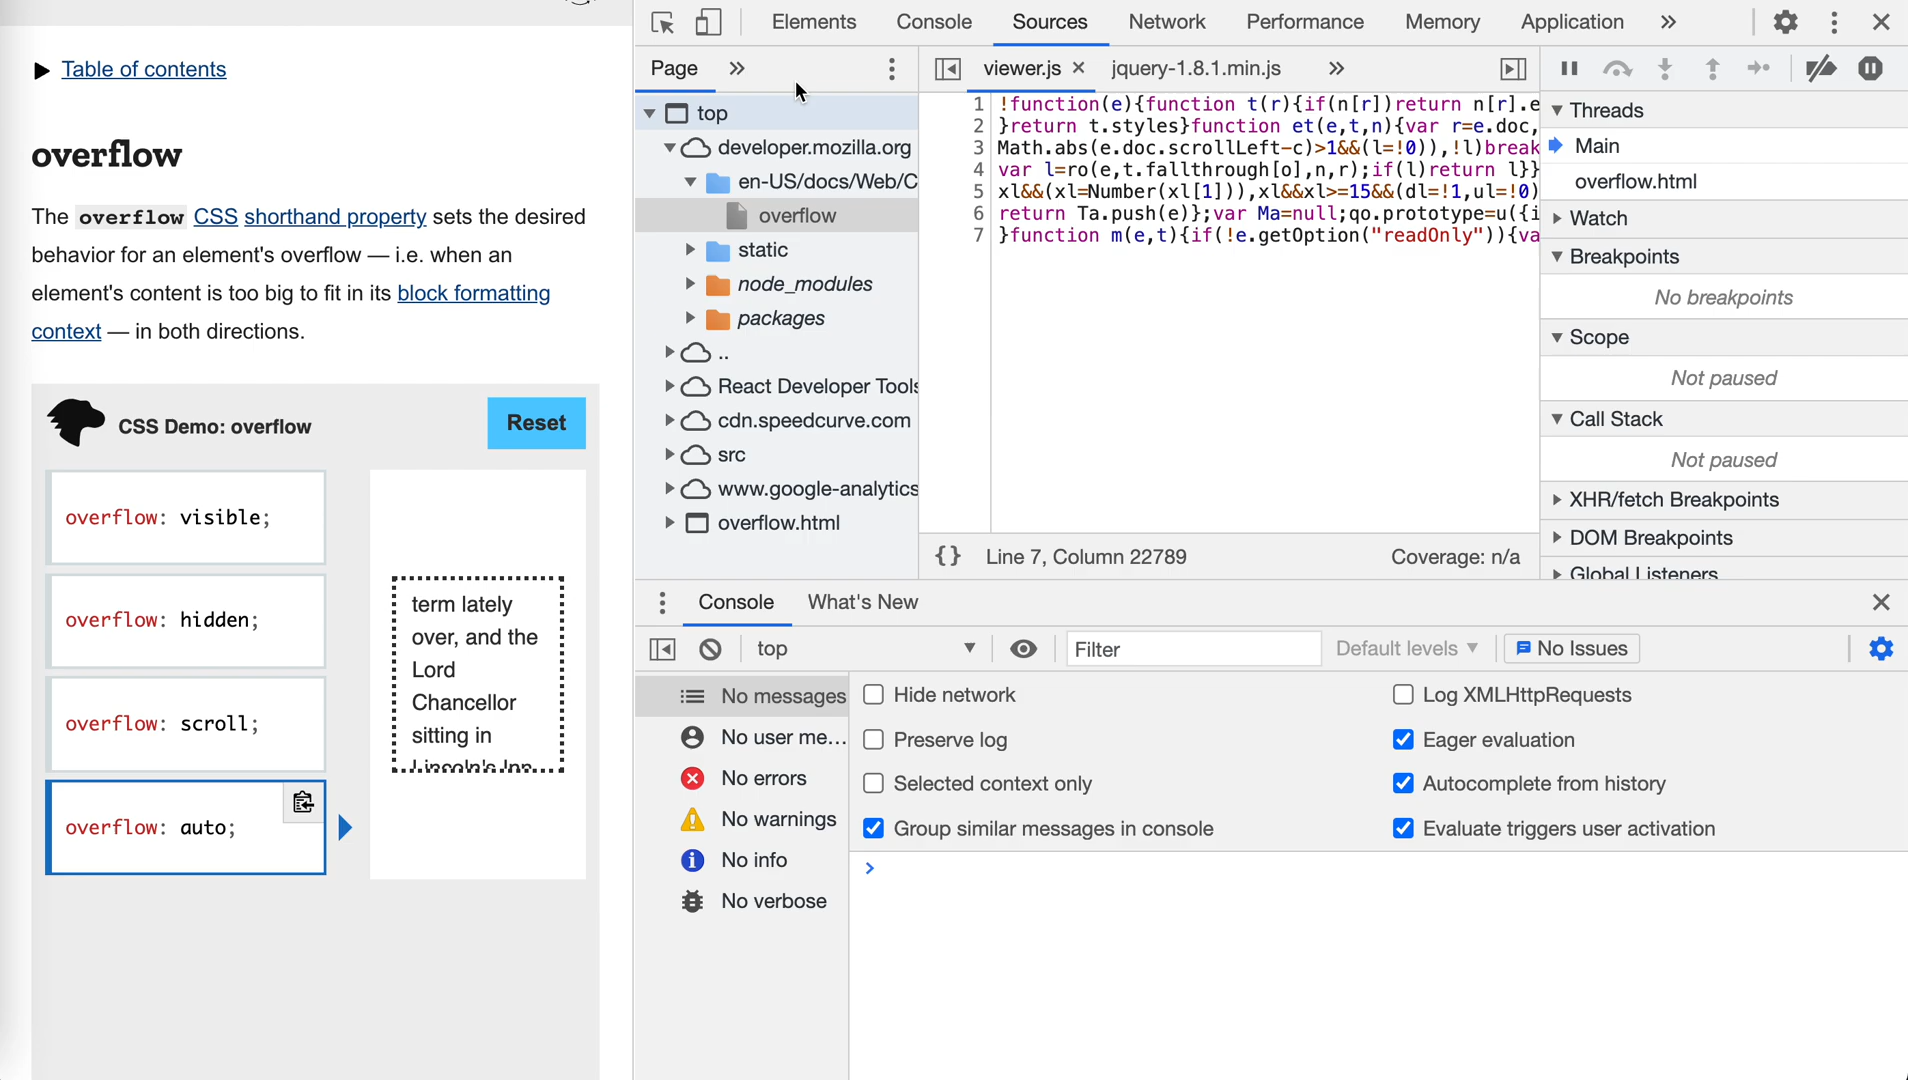 Table of contents
overflow
The overflow CSS shorthand property sets the desired
behavior for an element's overflow — i.e. when an
element's content is too big to fit in its block formatting
context — in both directions.
CSS Demo: overflow
Reset
overflow: visible;
overflow: hidden;
overflow: scroll;
overflow: auto;
term lately
over, and the
Lord
Chancellor
sitting in
Lincoln's Inn
Elements Console Sources Network Performance Memory Application
Page
top
developer.mozilla.org
en-US/docs/Web/C
overflow
static
node_modules
packages
..
React Developer Tools
cdn.speedcurve.com
src
www.google-analytics
overflow.html
viewer.js jquery-1.8.1.min.js
1 !function(e){function t(r){if(n[r])return n[r].e
2 }return t.styles}function et(e,t,n){var r=e.doc,
3 Math.abs(e.doc.scrollLeft-c)>1&&(l=!0)),!l)break
4 var l=ro(e,t.fallthrough[o],n,r);if(l)return l}}
5 xl&&(xl=Number(xl[1])),xl&&xl>=15&&(dl=!1,ul=!0)
6 return Ta.push(e)};var Ma=null;qo.prototype=u({i
7 }function m(e,t){if(!e.getOption("readOnly")){va
{} Line 7, Column 22789 Coverage: n/a
Threads
Main
overflow.html
Watch
Breakpoints
No breakpoints
Scope
Not paused
Call Stack
Not paused
XHR/fetch Breakpoints
DOM Breakpoints
Global Listeners
Console What's New
top Filter Default levels No Issues
No messages
No user me...
No errors
No warnings
No info
No verbose
Hide network
Preserve log
Selected context only
Group similar messages in console
Log XMLHttpRequests
Eager evaluation
Autocomplete from history
Evaluate triggers user activation